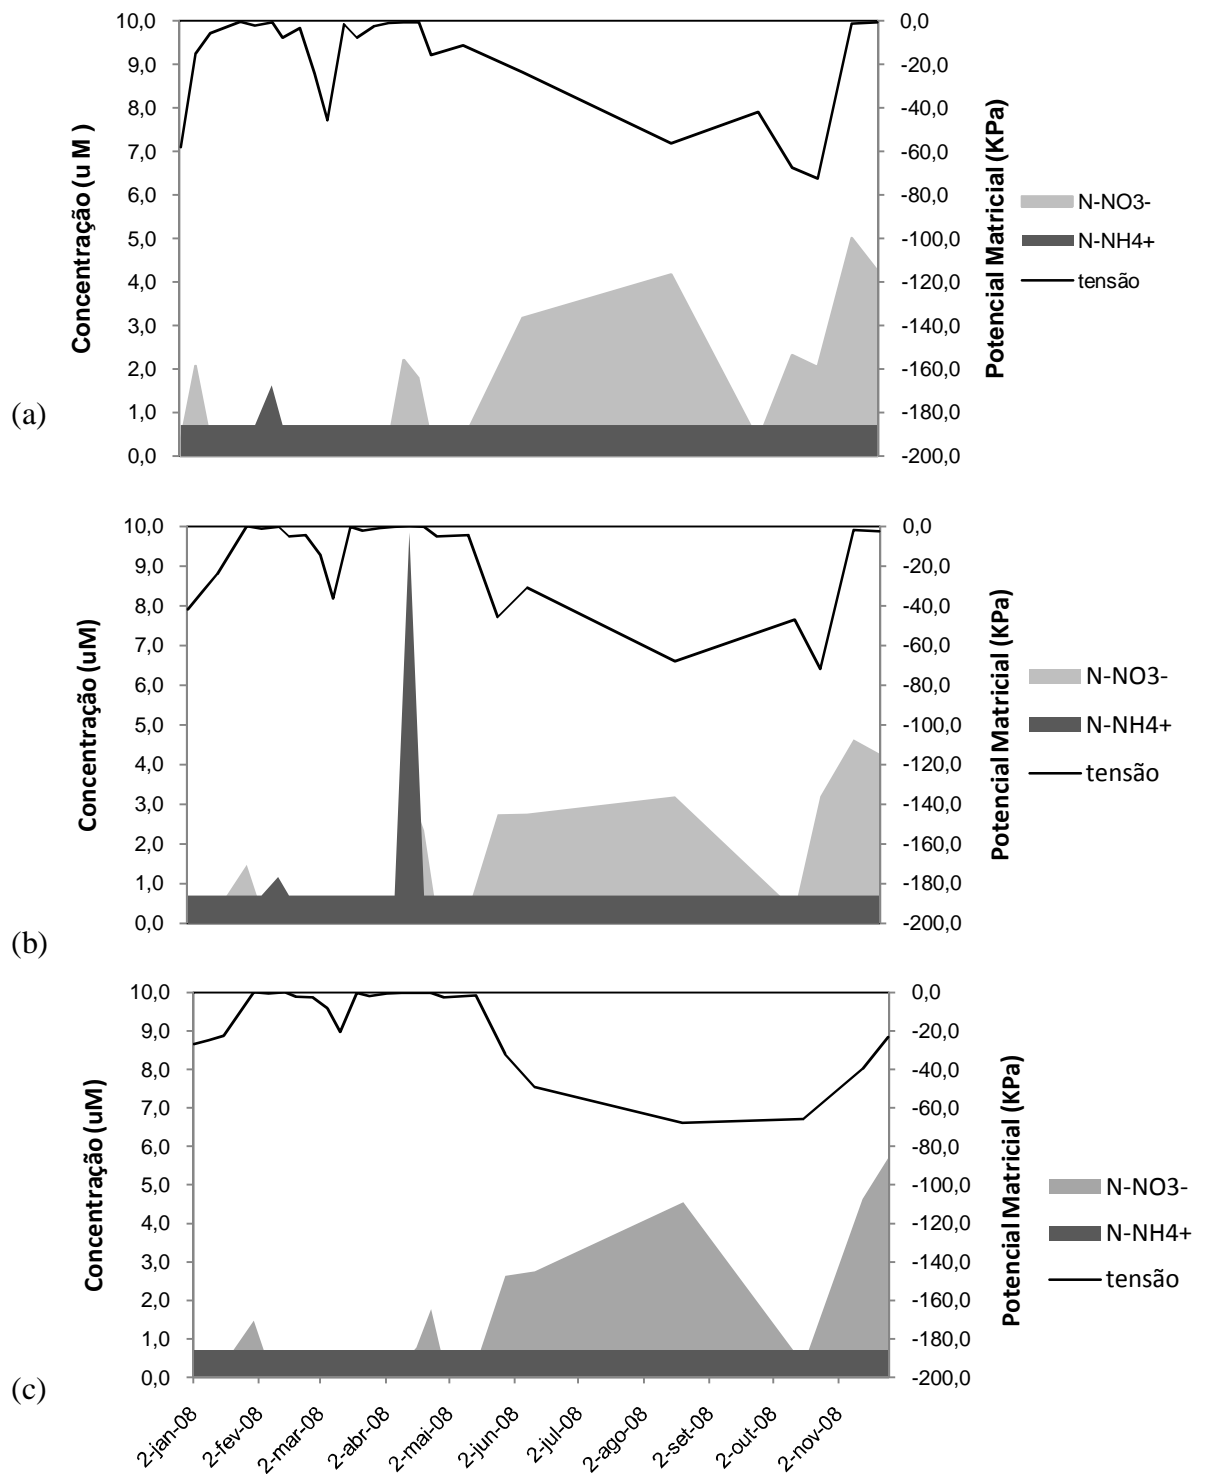 10,0
9,0
8,0
7,0
6,0
5,0
4,0
3,0
2,0
1,0
0,0
Concentração (u M )
0,0
-20,0
-40,0
-60,0
-80,0
-100,0
-120,0
-140,0
-160,0
-180,0
-200,0
Potencial Matricial (KPa)
N-NO3-
N-NH4+
tensão
(a)
10,0
9,0
8,0
7,0
6,0
5,0
4,0
3,0
2,0
1,0
0,0
Concentração (uM)
0,0
-20,0
-40,0
-60,0
-80,0
-100,0
-120,0
-140,0
-160,0
-180,0
-200,0
Potencial Matricial (KPa)
N-NO3-
N-NH4+
tensão
(b)
10,0
9,0
8,0
7,0
6,0
5,0
4,0
3,0
2,0
1,0
0,0
Concentração (uM)
0,0
-20,0
-40,0
-60,0
-80,0
-100,0
-120,0
-140,0
-160,0
-180,0
-200,0
Potencial Matricial (KPa)
N-NO3-
N-NH4+
tensão
(c)
2-jan-08
2-fev-08
2-mar-08
2-abr-08
2-mai-08
2-jun-08
2-jul-08
2-ago-08
2-set-08
2-out-08
2-nov-08